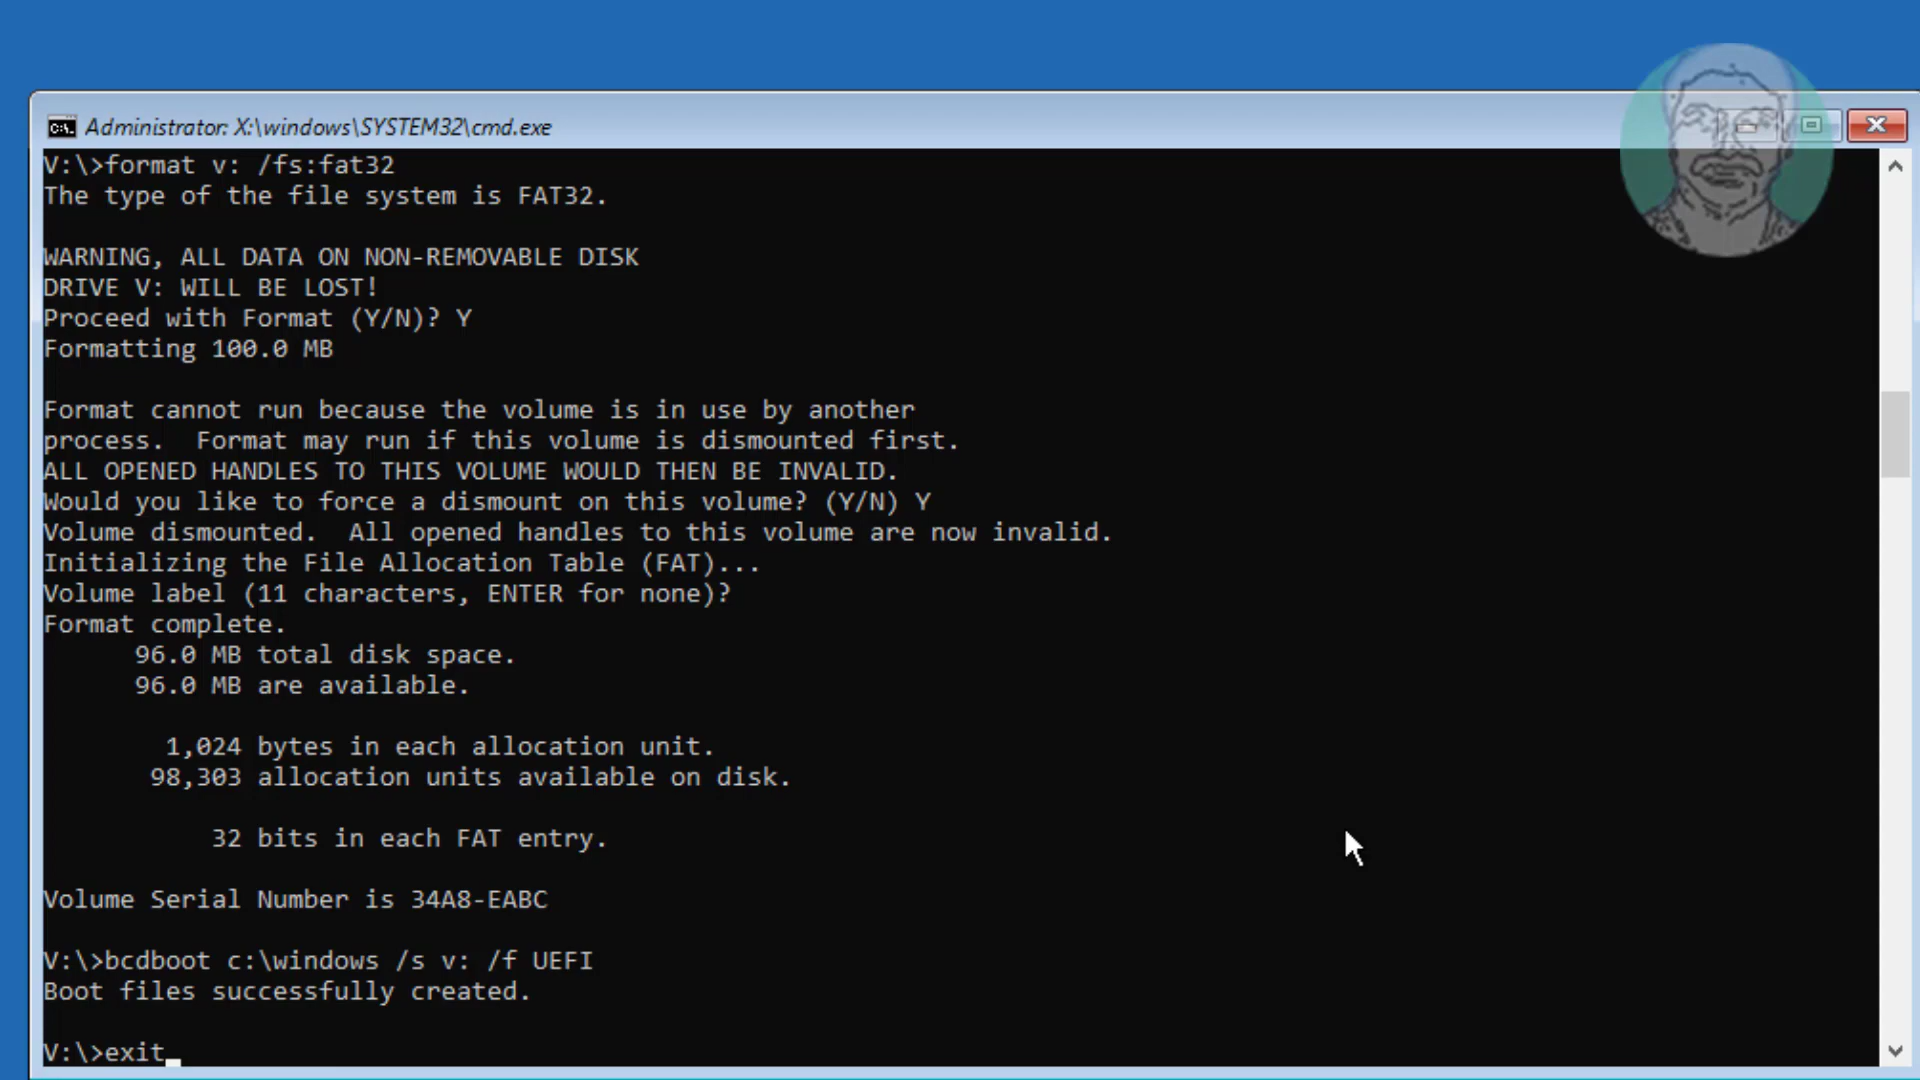 Administrator: X:\windows\SYSTEM32\cmd.exe
V:\>format v: /fs:fat32
The type of the file system is FAT32.
WARNING, ALL DATA ON NON-REMOVABLE DISK
DRIVE V: WILL BE LOST!
Proceed with Format (Y/N)? Y
Formatting 100.0 MB
Format cannot run because the volume is in use by another
process.  Format may run if this volume is dismounted first.
ALL OPENED HANDLES TO THIS VOLUME WOULD THEN BE INVALID.
Would you like to force a dismount on this volume? (Y/N) Y
Volume dismounted.  All opened handles to this volume are now invalid.
Initializing the File Allocation Table (FAT)...
Volume label (11 characters, ENTER for none)?
Format complete.
96.0 MB total disk space.
96.0 MB are available.
1,024 bytes in each allocation unit.
98,303 allocation units available on disk.
32 bits in each FAT entry.
Volume Serial Number is 34A8-EABC
V:\>bcdboot c:\windows /s v: /f UEFI
Boot files successfully created.
V:\>exit